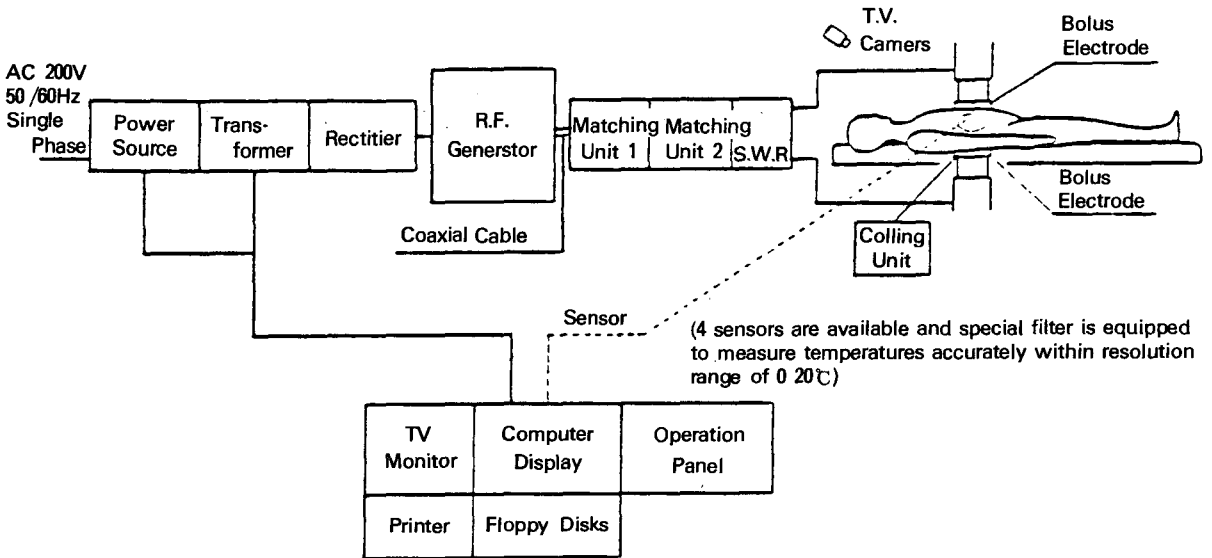 T.V.
Camers
Bolus
Electrode
AC 200V
50/60Hz
Single
Phase
Power
Source
Trans-
former
Rectitier
R.F.
Generstor
Matching
Unit 1
Matching
Unit 2
S.W.R
Coaxial Cable
Colling
Unit
Bolus
Electrode
Sensor
(4 sensors are available and special filter is equipped
to measure temperatures accurately within resolution
range of 0 20℃)
TV
Monitor
Computer
Display
Operation
Panel
Printer
Floppy Disks